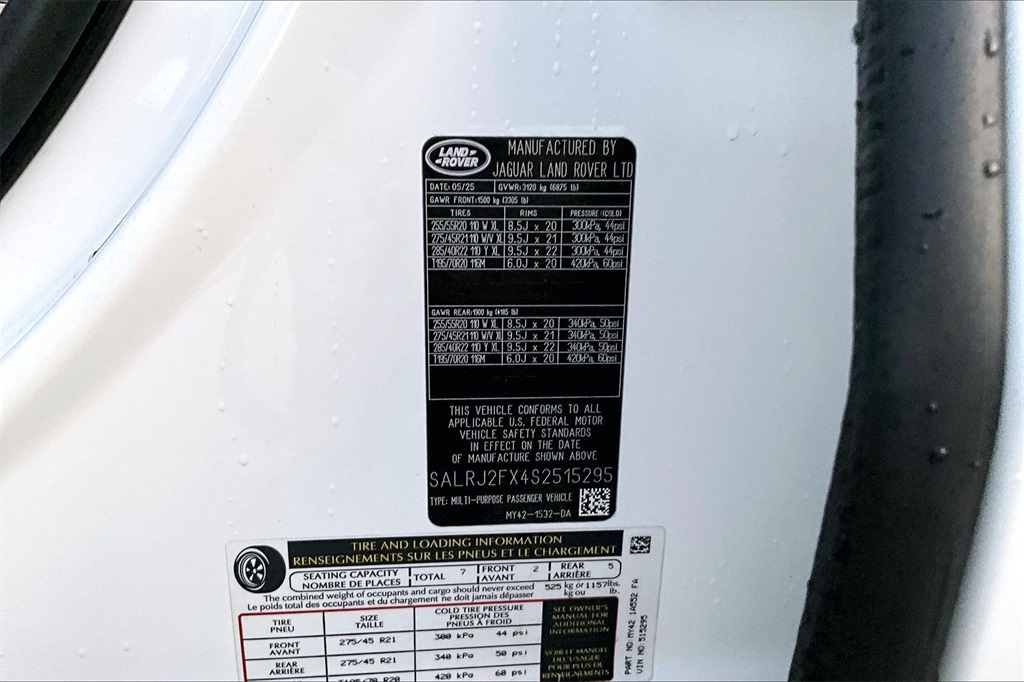 LAND ROVER
MANUFACTURED BY
JAGUAR LAND ROVER LTD
DATE: 05/25 GVWR: 3120 kg (6875 lb)
GAWR FRONT: 1500 kg (3305 lb)
TIRES RIMS PRESSURE (COLD)
255/55R20 110 W XL 8.5J x 20 300kPa, 44psi
275/45R21 110 W/V XL 9.5J x 21 300kPa, 44psi
285/40R22 110 Y XL 9.5J x 22 300kPa, 44psi
T195/70R20 116M 6.0J x 20 420kPa, 60psi
GAWR REAR: 1900 kg (4185 lb)
255/55R20 110 W XL 8.5J x 20 340kPa, 50psi
275/45R21 110 W/V XL 9.5J x 21 340kPa, 50psi
285/40R22 110 Y XL 9.5J x 22 340kPa, 50psi
T195/70R20 116M 6.0J x 20 420kPa, 60psi
THIS VEHICLE CONFORMS TO ALL
APPLICABLE U.S. FEDERAL MOTOR
VEHICLE SAFETY STANDARDS
IN EFFECT ON THE DATE
OF MANUFACTURE SHOWN ABOVE
SALRJ2FX4S2515295
TYPE: MULTI-PURPOSE PASSENGER VEHICLE
MY42-1532-DA
TIRE AND LOADING INFORMATION
RENSEIGNEMENTS SUR LES PNEUS ET LE CHARGEMENT
SEATING CAPACITY
NOMBRE DE PLACES
TOTAL 7
FRONT
AVANT
2
REAR
ARRIÈRE
5
The combined weight of occupants and cargo should never exceed
Le poids total des occupants et du chargement ne doit jamais dépasser
525 kg or 1157lbs.
kg ou lb.
TIRE
PNEU
SIZE
TAILLE
COLD TIRE PRESSURE
PRESSION DES
PNEUS À FROID
SEE OWNER'S
MANUAL FOR
ADDITIONAL
INFORMATION
FRONT
AVANT
275/45 R21 300 kPa 44 psi
REAR
ARRIÈRE
275/45 R21 340 kPa 50 psi
T195/70 R20 420 kPa 60 psi
VOIR LE MANUEL
DE L'USAGER
POUR PLUS DE
RENSEIGNEMENTS
PART NO: MY42 1A552 FA
VIN NO: 515295